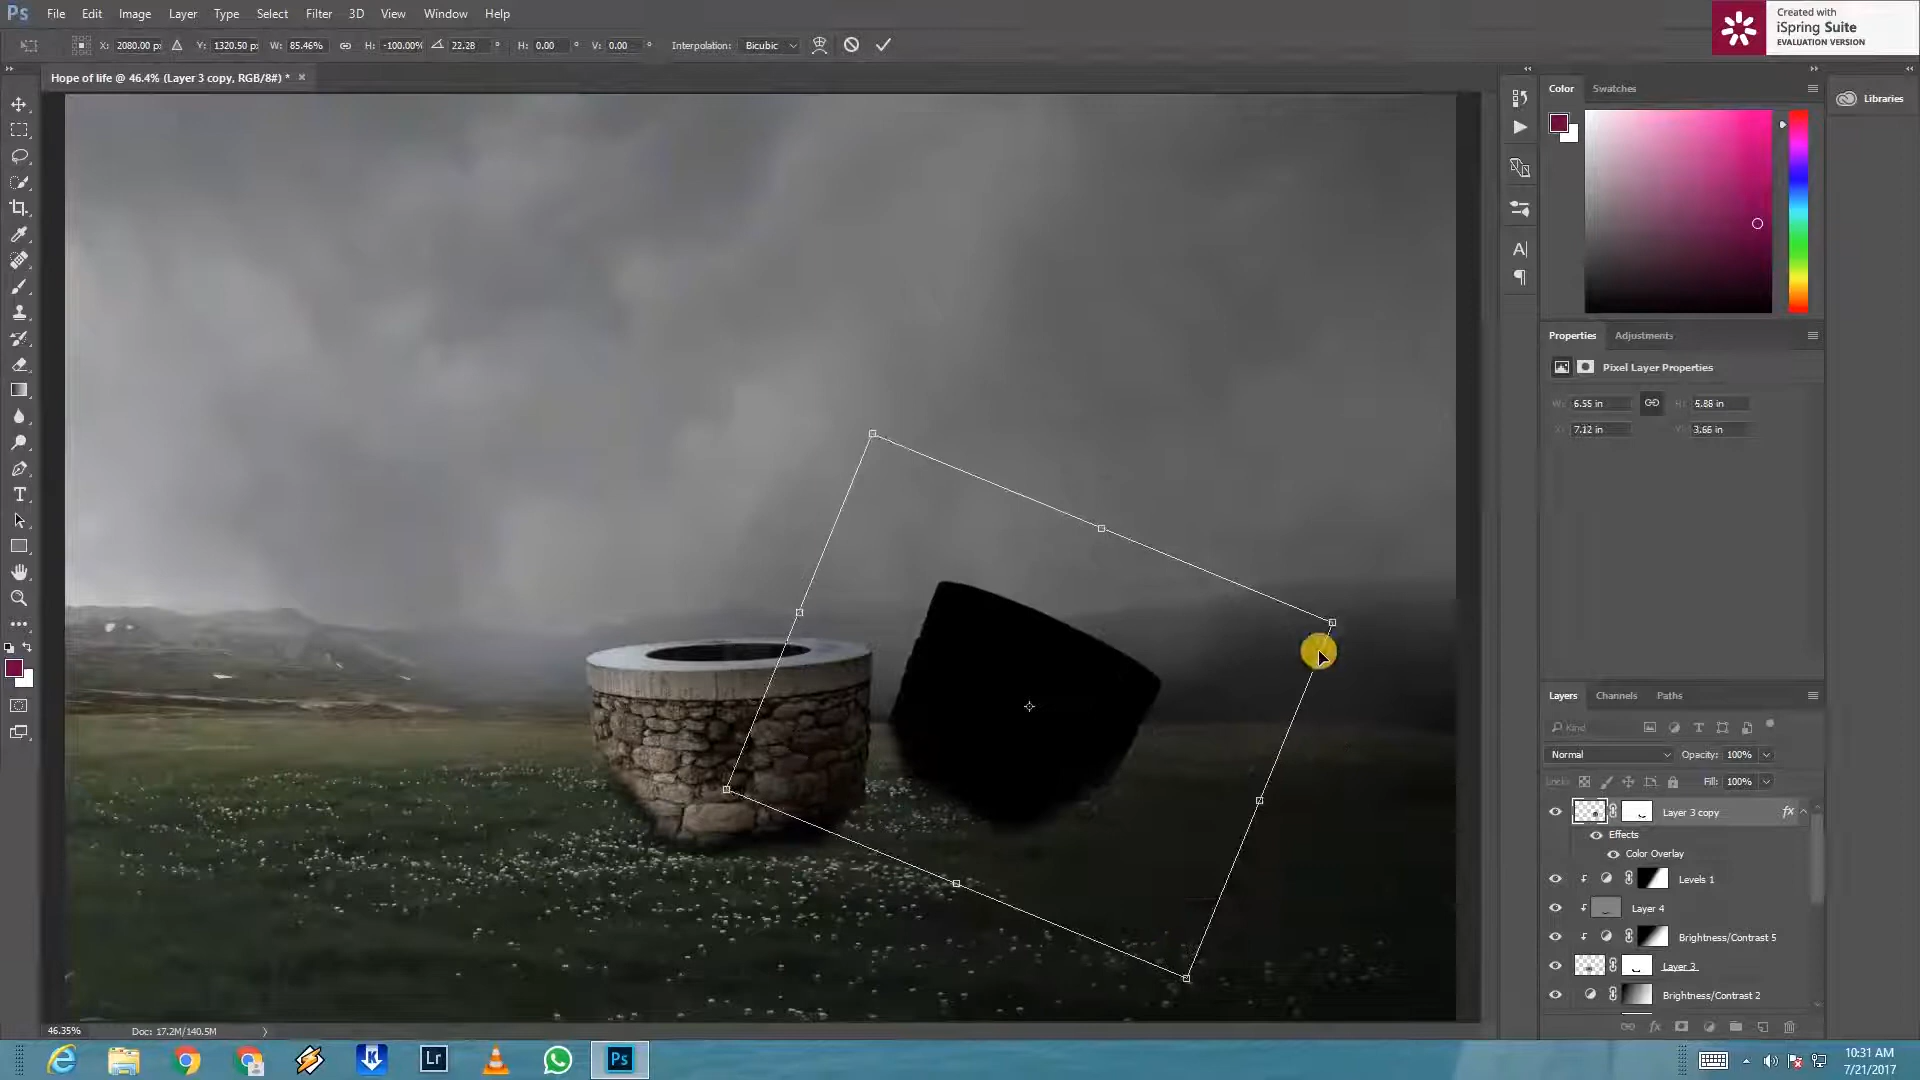 Ps File Edit Image Layer Type Select Filter 3D View Window Help
Created with
iSpring Suite
EVALUATION VERSION
X: 2080.00 p: Y: 1320.50 p: W: 85.46% H: -100.00% 22.28 ° H: 0.00 ° V: 0.00 ° Interpolation: Bicubic
Hope of life @ 46.4% (Layer 3 copy, RGB/8#) *
Color Swatches
Libraries
Properties Adjustments
Pixel Layer Properties
W: 6.55 in H: 5.88 in
X: 7.12 in Y: 3.66 in
Layers Channels Paths
Kind
Normal Opacity: 100%
Lock: Fill: 100%
Layer 3 copy fx
Effects
Color Overlay
Levels 1
Layer 4
Brightness/Contrast 5
Layer 3
Brightness/Contrast 2
fx
46.35% Doc: 17.2M/140.5M
K Lr Ps
10:31 AM
7/21/2017